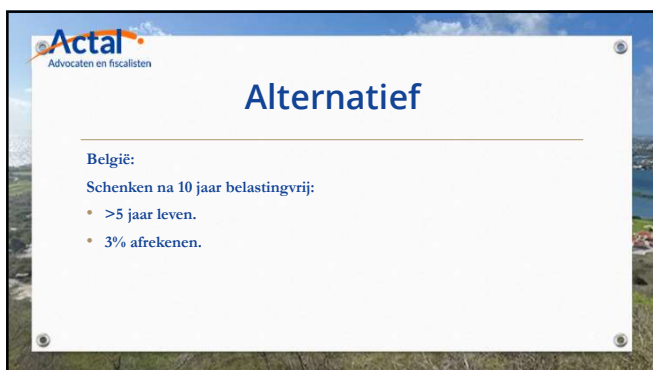 Actal
Advocaten en fiscalisten
Alternatief
België:
Schenken na 10 jaar belastingvrij:
• >5 jaar leven.
• 3% afrekenen.